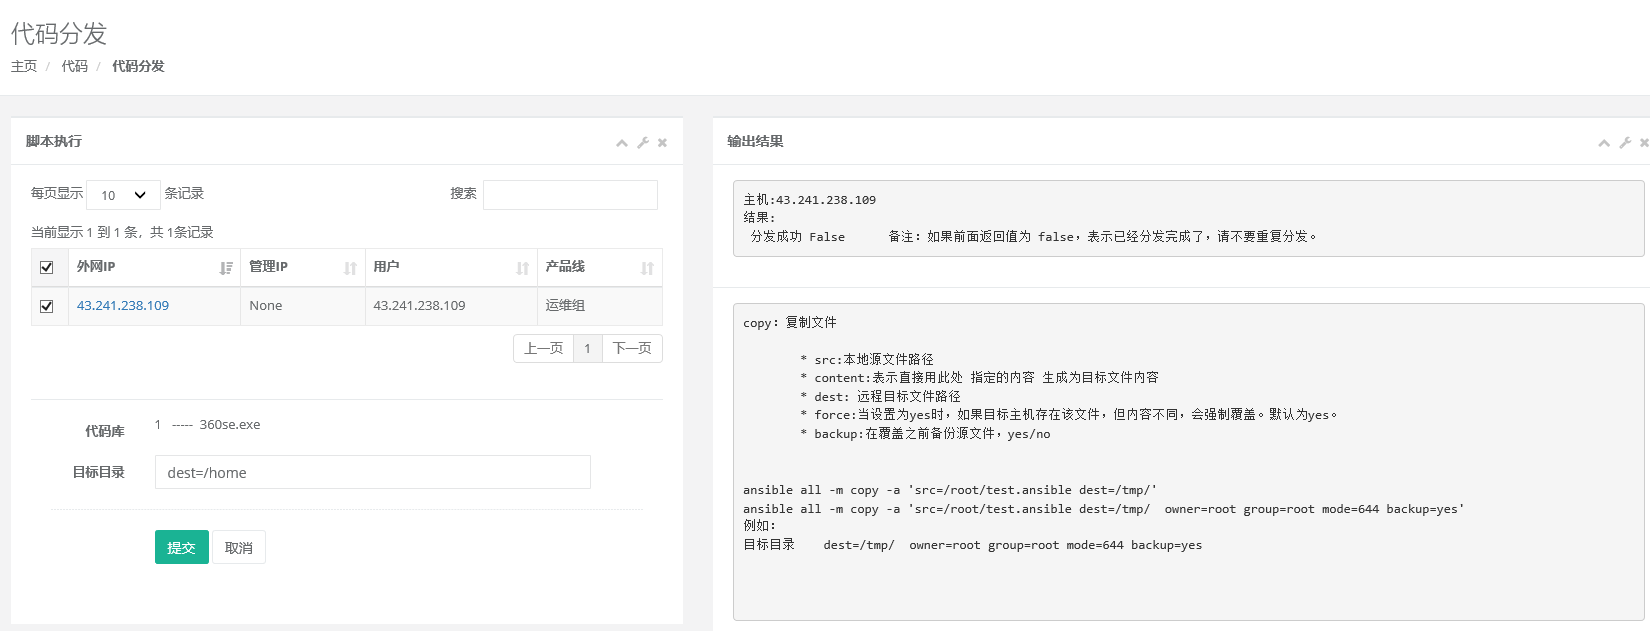 代码分发
主页 / 代码 / 代码分发
脚本执行
每页显示 10 条记录 搜索
当前显示 1 到 1 条，共 1条记录
外网IP 管理IP 用户 产品线
43.241.238.109 None 43.241.238.109 运维组
上一页 1 下一页
代码库 1 ----- 360se.exe
目标目录 dest=/home
提交 取消
输出结果
主机:43.241.238.109
结果:
分发成功 False 备注: 如果前面返回值为 false，表示已经分发完成了，请不要重复分发。
copy: 复制文件
* src:本地源文件路径
* content:表示直接用此处 指定的内容 生成为目标文件内容
* dest: 远程目标文件路径
* force:当设置为yes时，如果目标主机存在该文件，但内容不同，会强制覆盖。默认为yes。
* backup:在覆盖之前备份源文件，yes/no
ansible all -m copy -a 'src=/root/test.ansible dest=/tmp/'
ansible all -m copy -a 'src=/root/test.ansible dest=/tmp/ owner=root group=root mode=644 backup=yes'
例如:
目标目录 dest=/tmp/ owner=root group=root mode=644 backup=yes